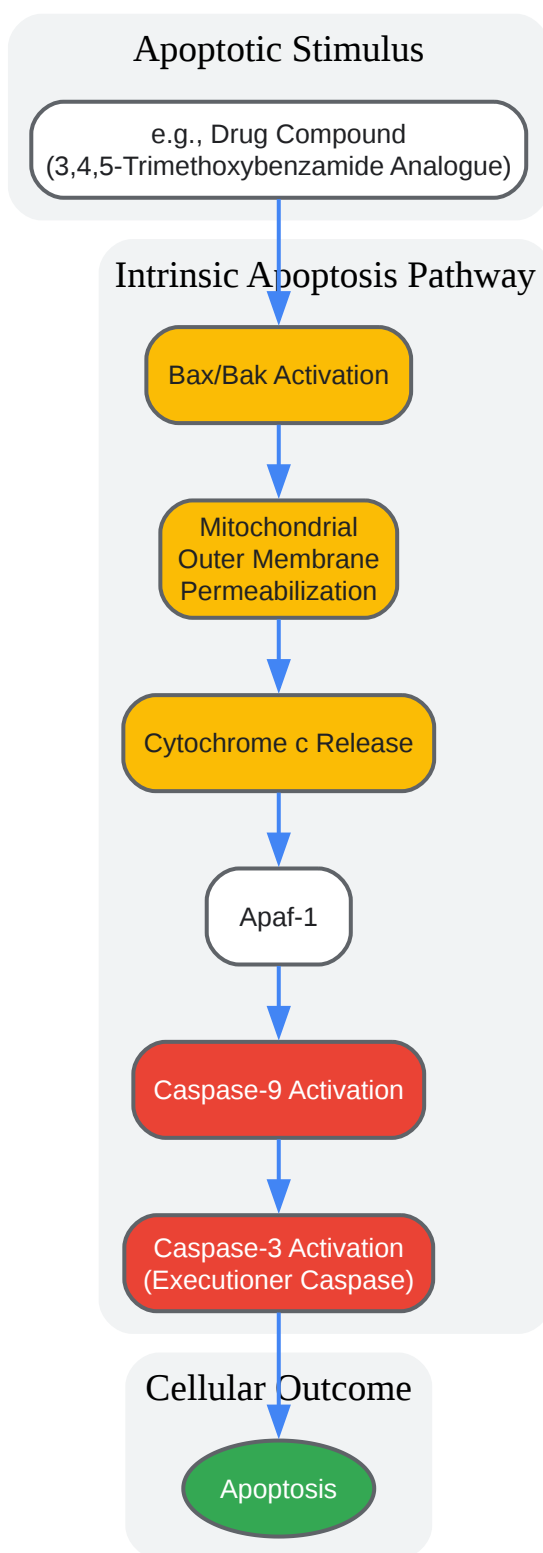 Apoptotic Stimulus
e.g., Drug Compound
(3,4,5-Trimethoxybenzamide Analogue)
Intrinsic Apoptosis Pathway
Bax/Bak Activation
Mitochondrial
Outer Membrane
Permeabilization
Cytochrome c Release
Apaf-1
Caspase-9 Activation
Caspase-3 Activation
(Executioner Caspase)
Cellular Outcome
Apoptosis